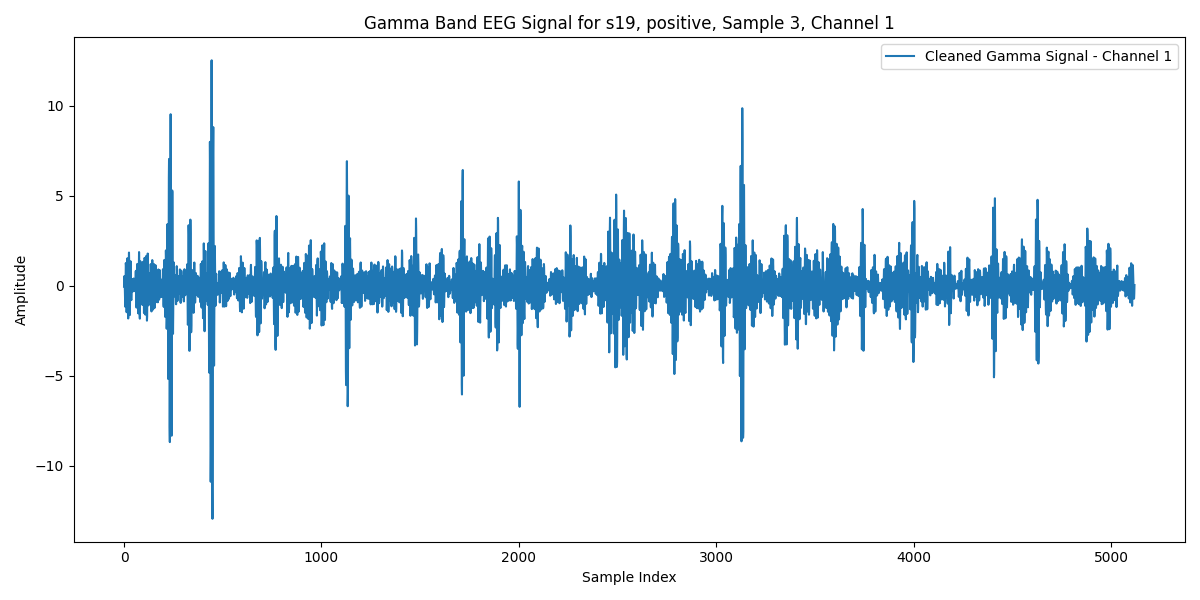 Gamma Band EEG Signal for s19, positive, Sample 3, Channel 1
Cleaned Gamma Signal - Channel 1
10
5
0
−5
−10
Amplitude
0 1000 2000 3000 4000 5000
Sample Index